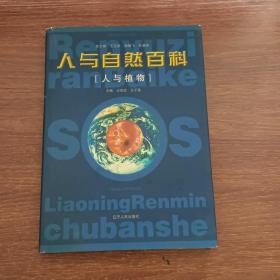 Renyuzi
ranbaike
人与自然百科
[人与植物]
SOS
LiaoningRenmin
chubanshe
辽宁人民出版社